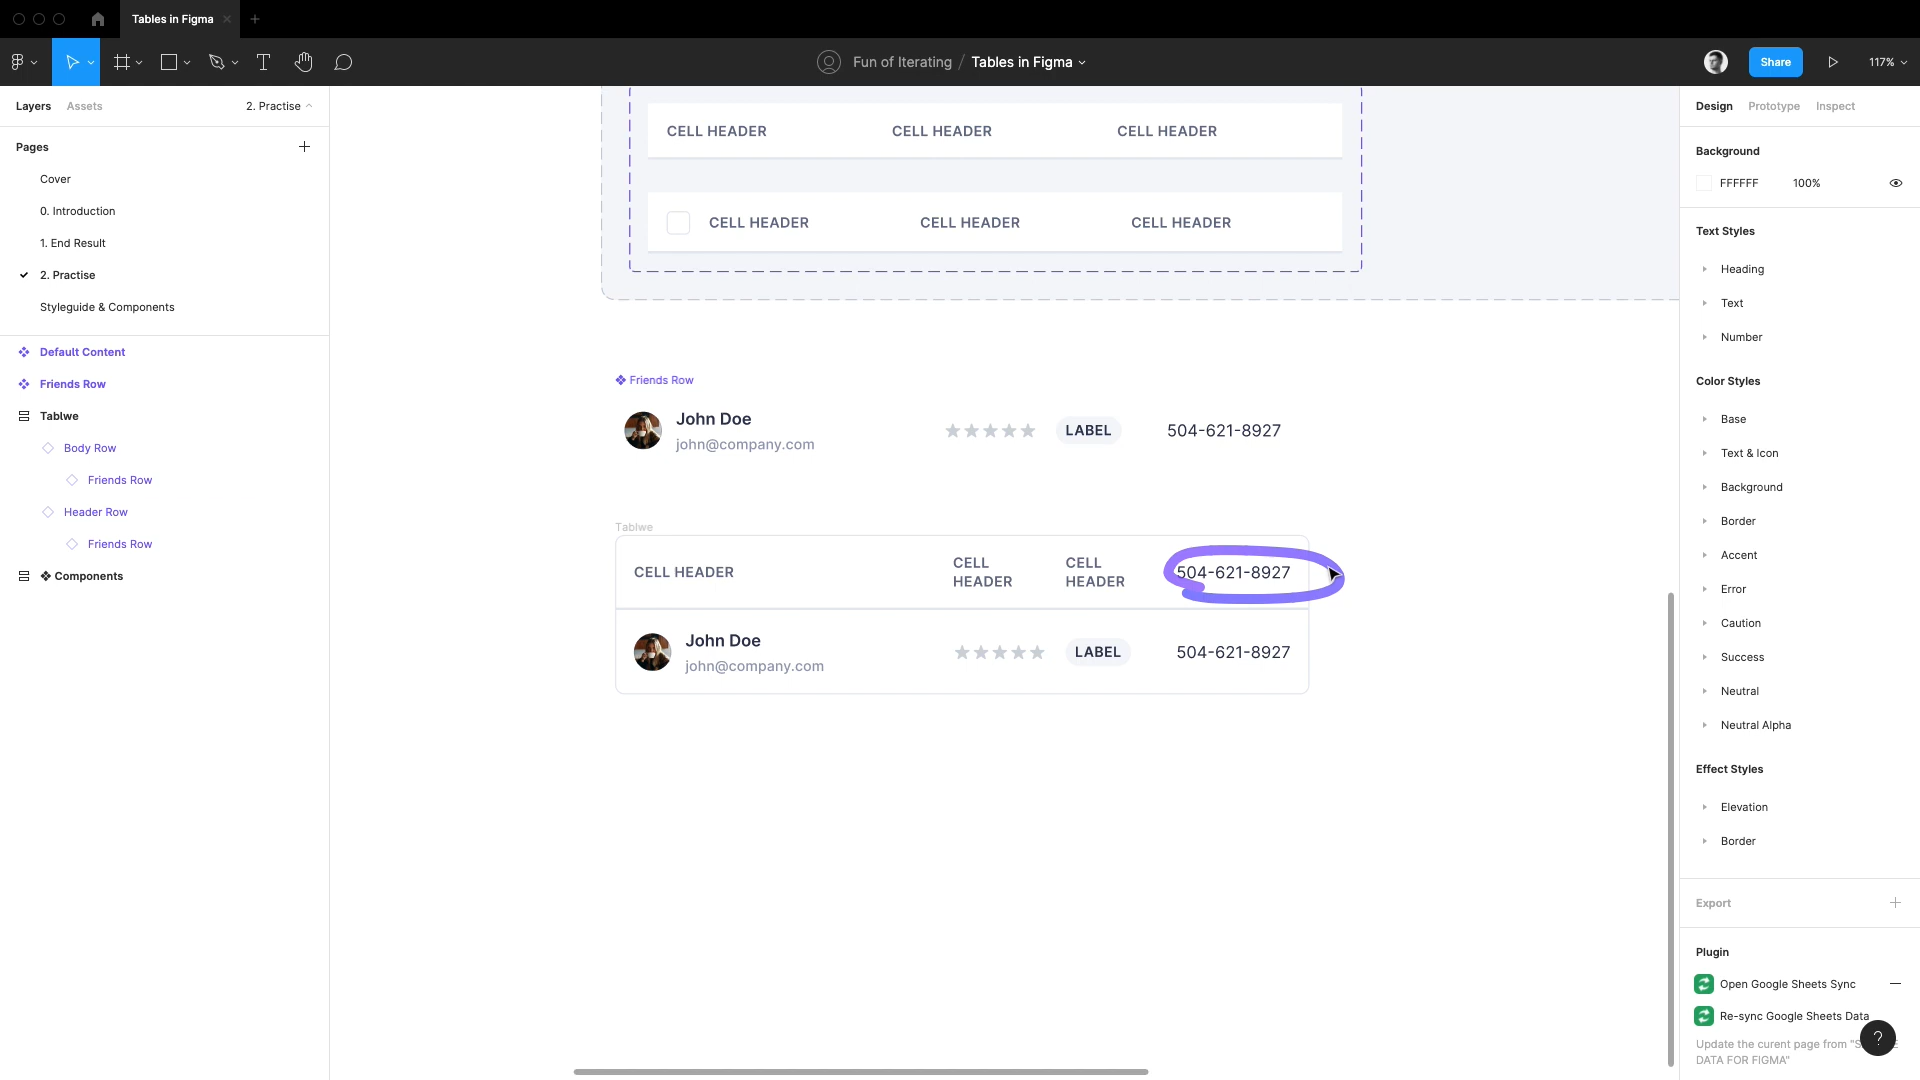 Tables in Figma
Fun of Iterating / Tables in Figma
Share
117%
Layers
Assets
2. Practise
Pages
Cover
0. Introduction
1. End Result
2. Practise
Styleguide & Components
Default Content
Friends Row
Tablwe
Body Row
Friends Row
Header Row
Friends Row
Components
CELL HEADER
CELL HEADER
CELL HEADER
CELL HEADER
CELL HEADER
CELL HEADER
Friends Row
John Doe
john@company.com
LABEL
504-621-8927
Tablwe
CELL HEADER
CELL
HEADER
CELL
HEADER
504-621-8927
John Doe
john@company.com
LABEL
504-621-8927
Design
Prototype
Inspect
Background
FFFFFF
100%
Text Styles
Heading
Text
Number
Color Styles
Base
Text & Icon
Background
Border
Accent
Error
Caution
Success
Neutral
Neutral Alpha
Effect Styles
Elevation
Border
Export
Plugin
Open Google Sheets Sync
Re-sync Google Sheets Data
Update the curent page from
DATA FOR FIGMA"
?